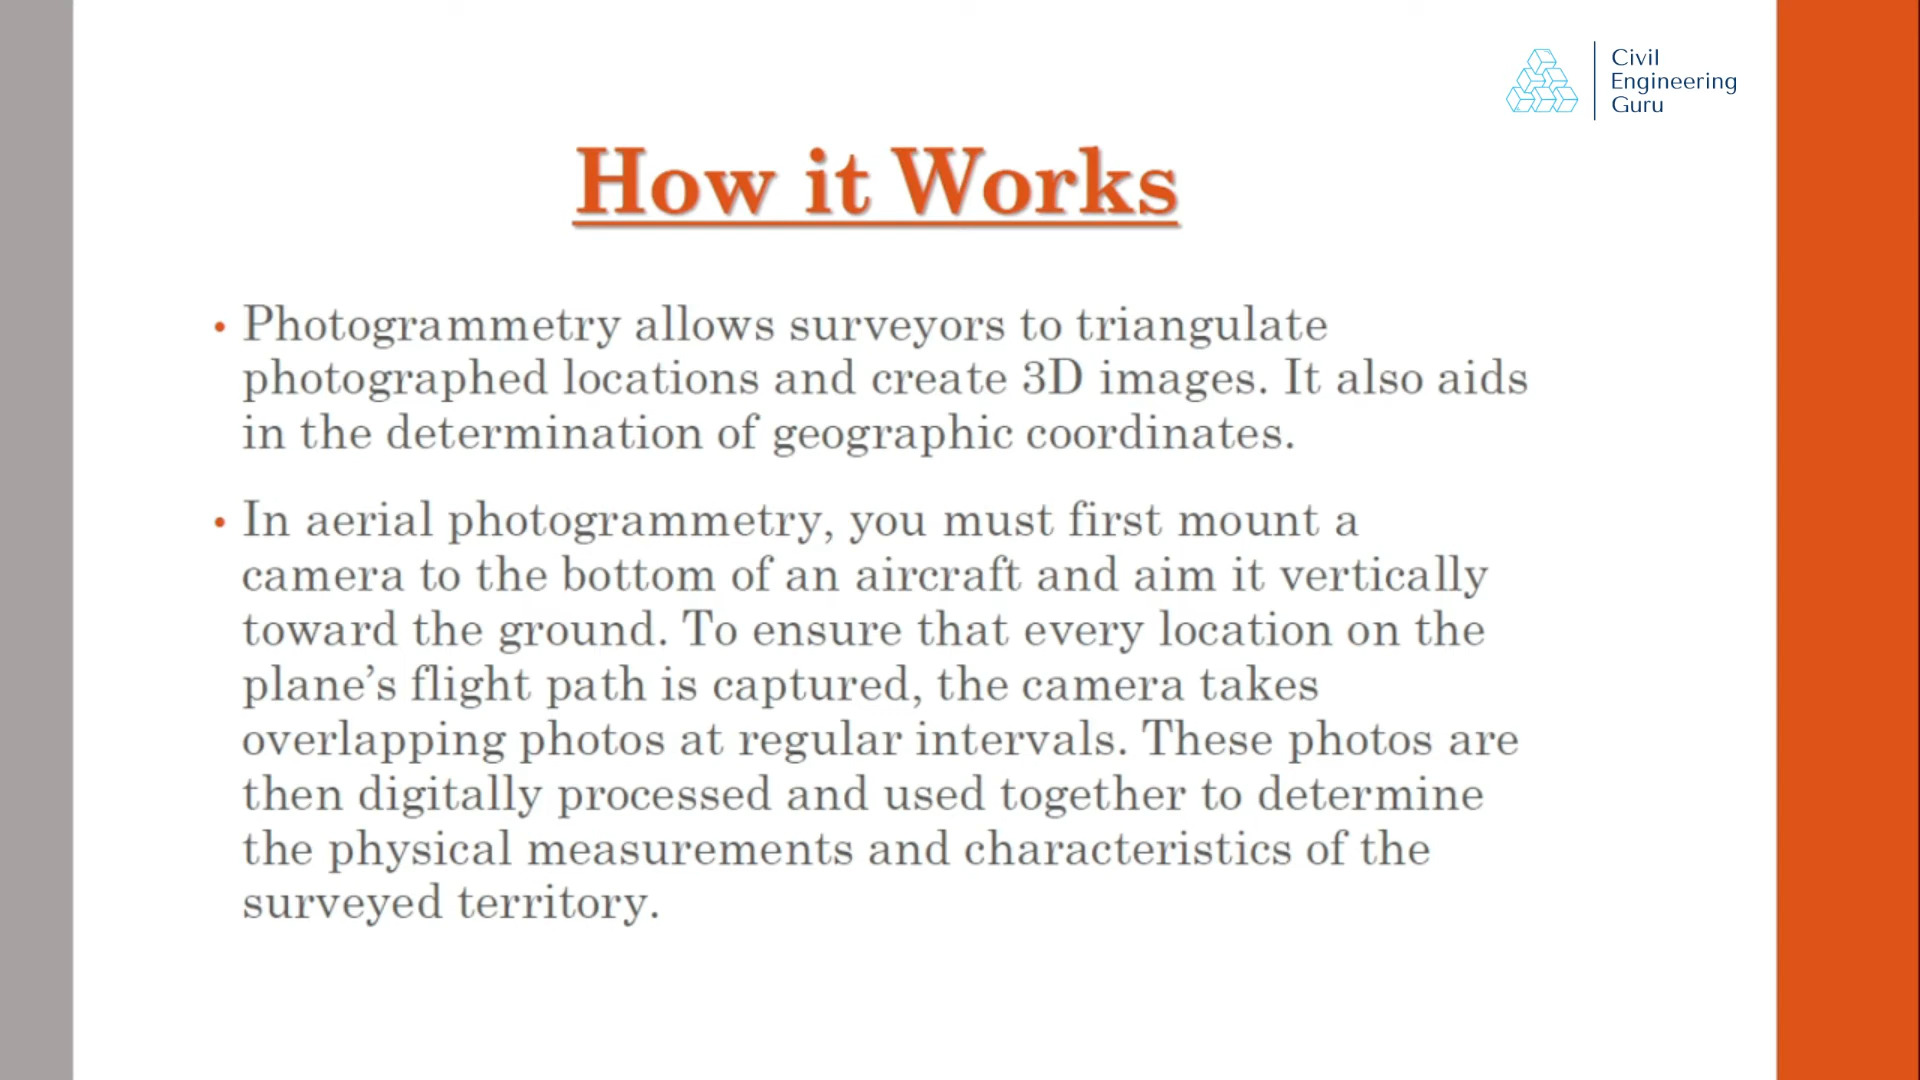 Civil
Engineering
Guru
How it Works
• Photogrammetry allows surveyors to triangulate
photographed locations and create 3D images. It also aids
in the determination of geographic coordinates.
• In aerial photogrammetry, you must first mount a
camera to the bottom of an aircraft and aim it vertically
toward the ground. To ensure that every location on the
plane’s flight path is captured, the camera takes
overlapping photos at regular intervals. These photos are
then digitally processed and used together to determine
the physical measurements and characteristics of the
surveyed territory.